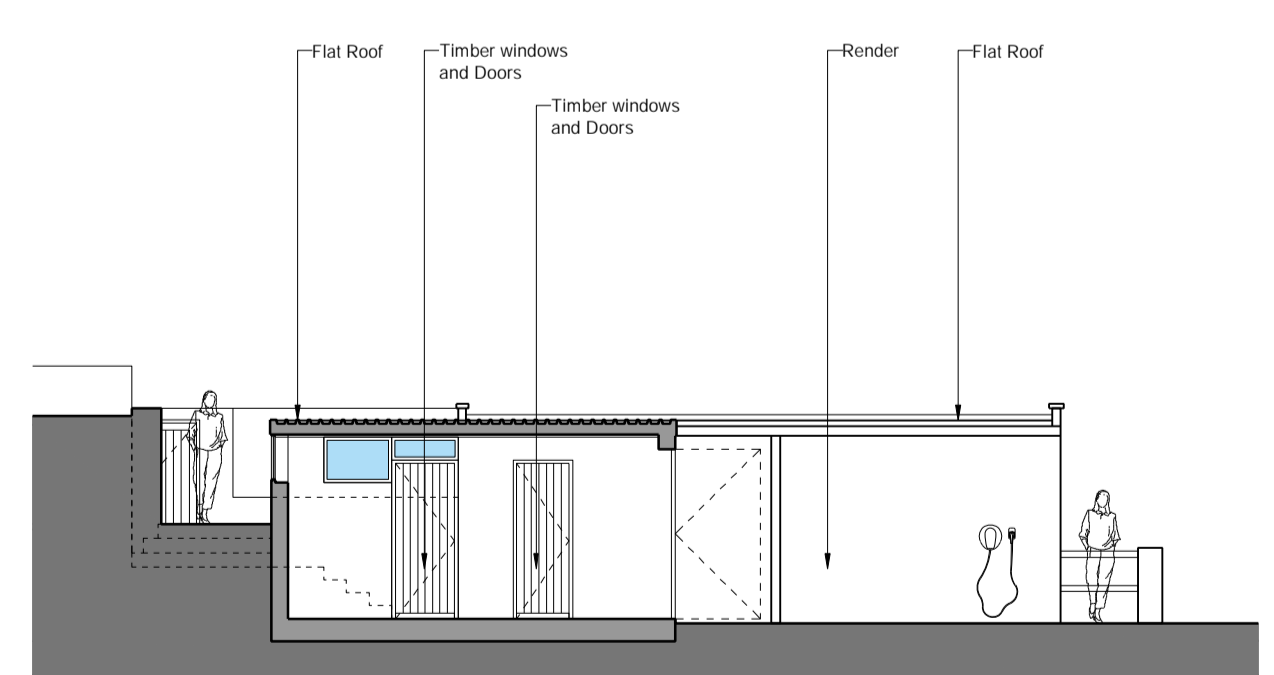 Flat Roof
Timber windows
and Doors
Timber windows
and Doors
Render
Flat Roof